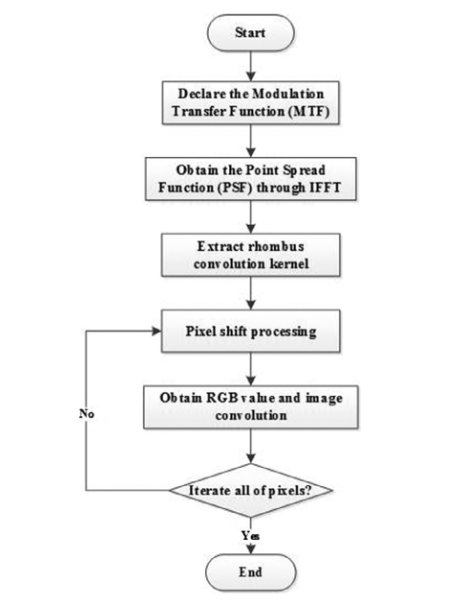 Start
Declare the Modulation
Transfer Function (MTF)
Obtain the Point Spread
Function (PSF) through IFFT
Extract rhombus
convolution kernel
Pixel shift processing
Obtain RGB value and image
convolution
No
Iterate all of pixels?
Yes
End